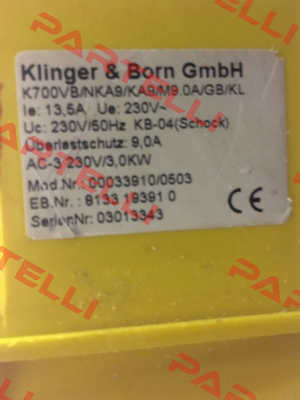 Klinger & Born GmbH
K700VB/NKA9/KA9/M9.0A/GB/KL
Ie: 13,5A Ue: 230V~
Uc: 230V/50Hz KB-04(Schock)
Überlastschutz: 9,0A
AC-3 230V/3,0KW
Mod.Nr.: 00033910/0503
EB.Nr.: 8133 19391 0
SerienNr: 03013343
CE
PARTELLI
PARTELLI
PARTELLI